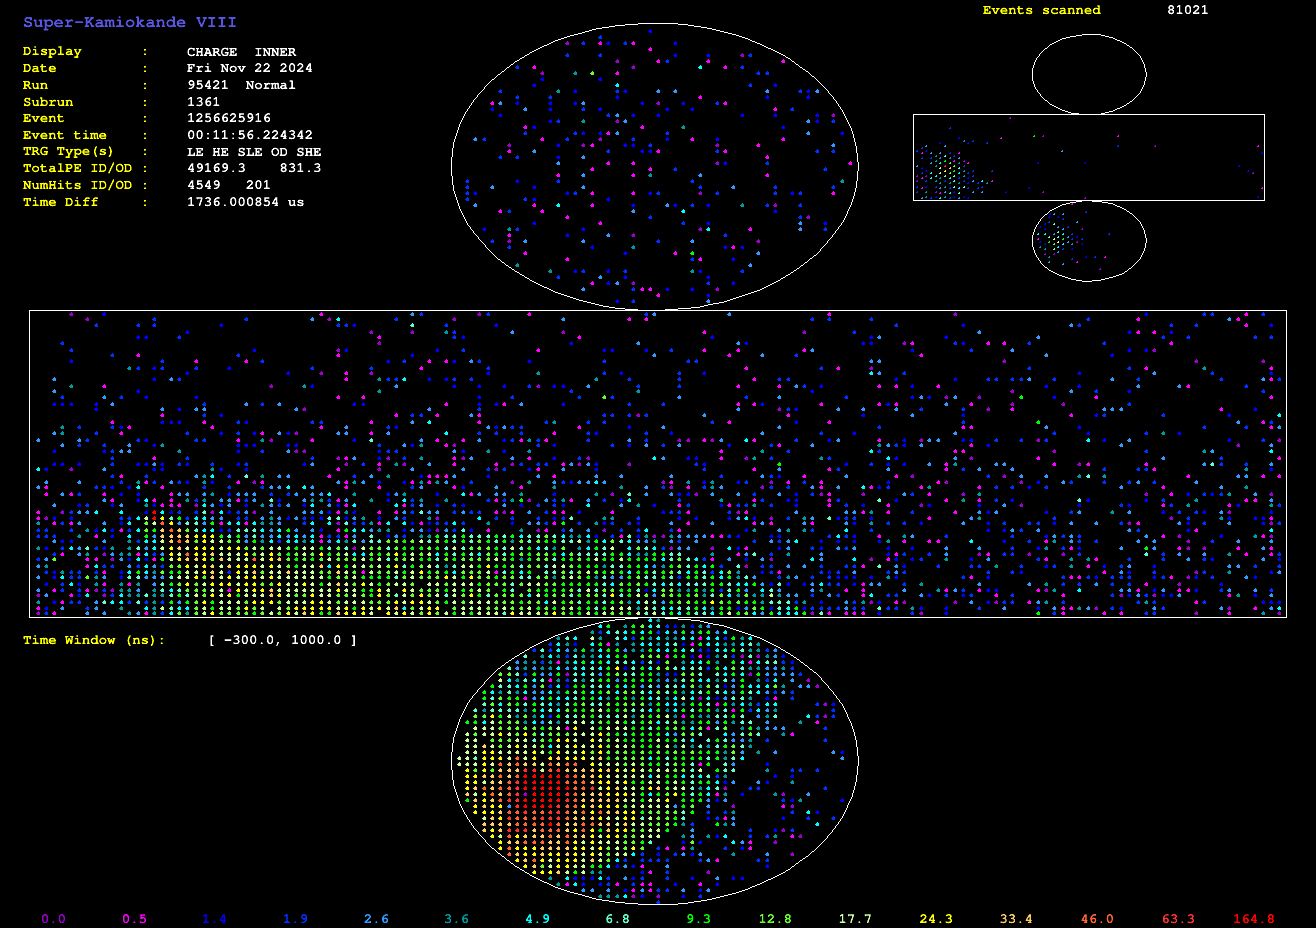 Super-Kamiokande VIII
Events scanned 81021
Display : CHARGE INNER
Date : Fri Nov 22 2024
Run : 95421 Normal
Subrun : 1361
Event : 1256625916
Event time : 00:11:56.224342
TRG Type(s) : LE HE SLE OD SHE
TotalPE ID/OD : 49169.3 831.3
NumHits ID/OD : 4549 201
Time Diff : 1736.000854 us
Time Window (ns): [ -300.0, 1000.0 ]
0.0 0.5 1.4 1.9 2.6 3.6 4.9 6.8 9.3 12.8 17.7 24.3 33.4 46.0 63.3 164.8